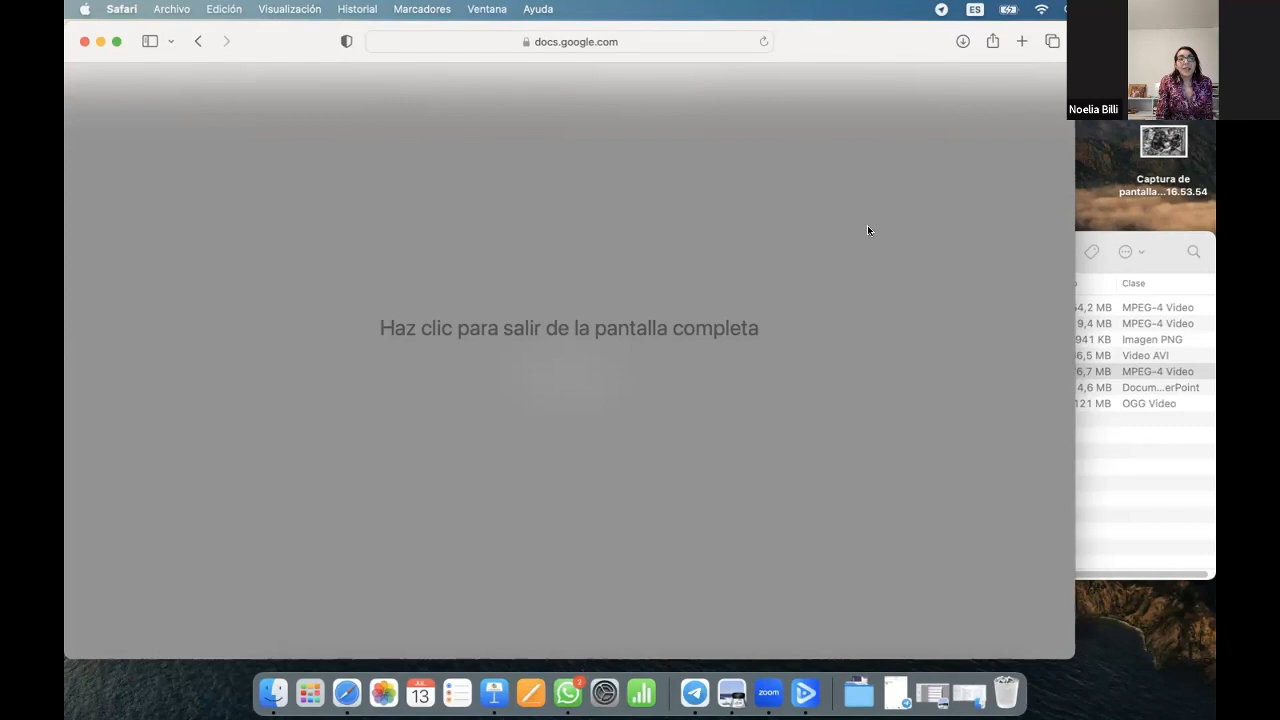 Safari Archivo Edición Visualización Historial Marcadores Ventana Ayuda
ES
docs.google.com
Noelia Billi
Captura de
pantalla...16.53.54
Haz clic para salir de la pantalla completa
Clase
4,2 MB MPEG-4 Video
9,4 MB MPEG-4 Video
941 KB Imagen PNG
6,5 MB Video AVI
6,7 MB MPEG-4 Video
4,6 MB Docum...erPoint
121 MB OGG Video
JUL
13
2
zoom